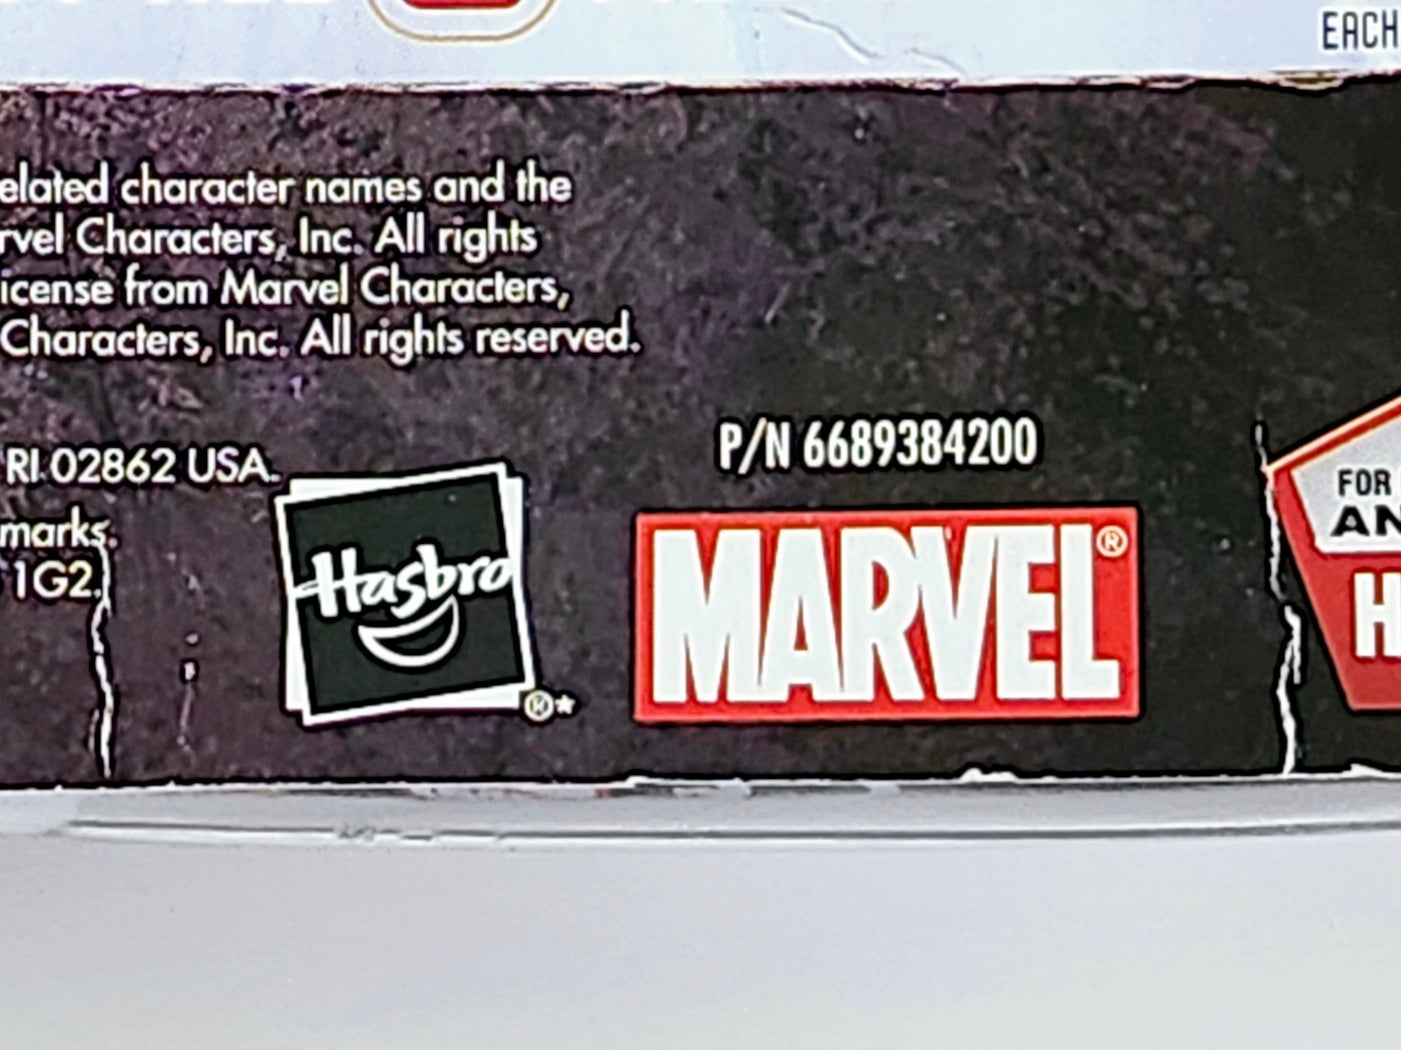 EACH
elated character names and the
rvel Characters, Inc. All rights
icense from Marvel Characters,
Characters, Inc. All rights reserved.
P/N 6689384200
RI 02862 USA.
marks.
1G2.
Hasbro
®*
MARVEL®
FOR
AN
H